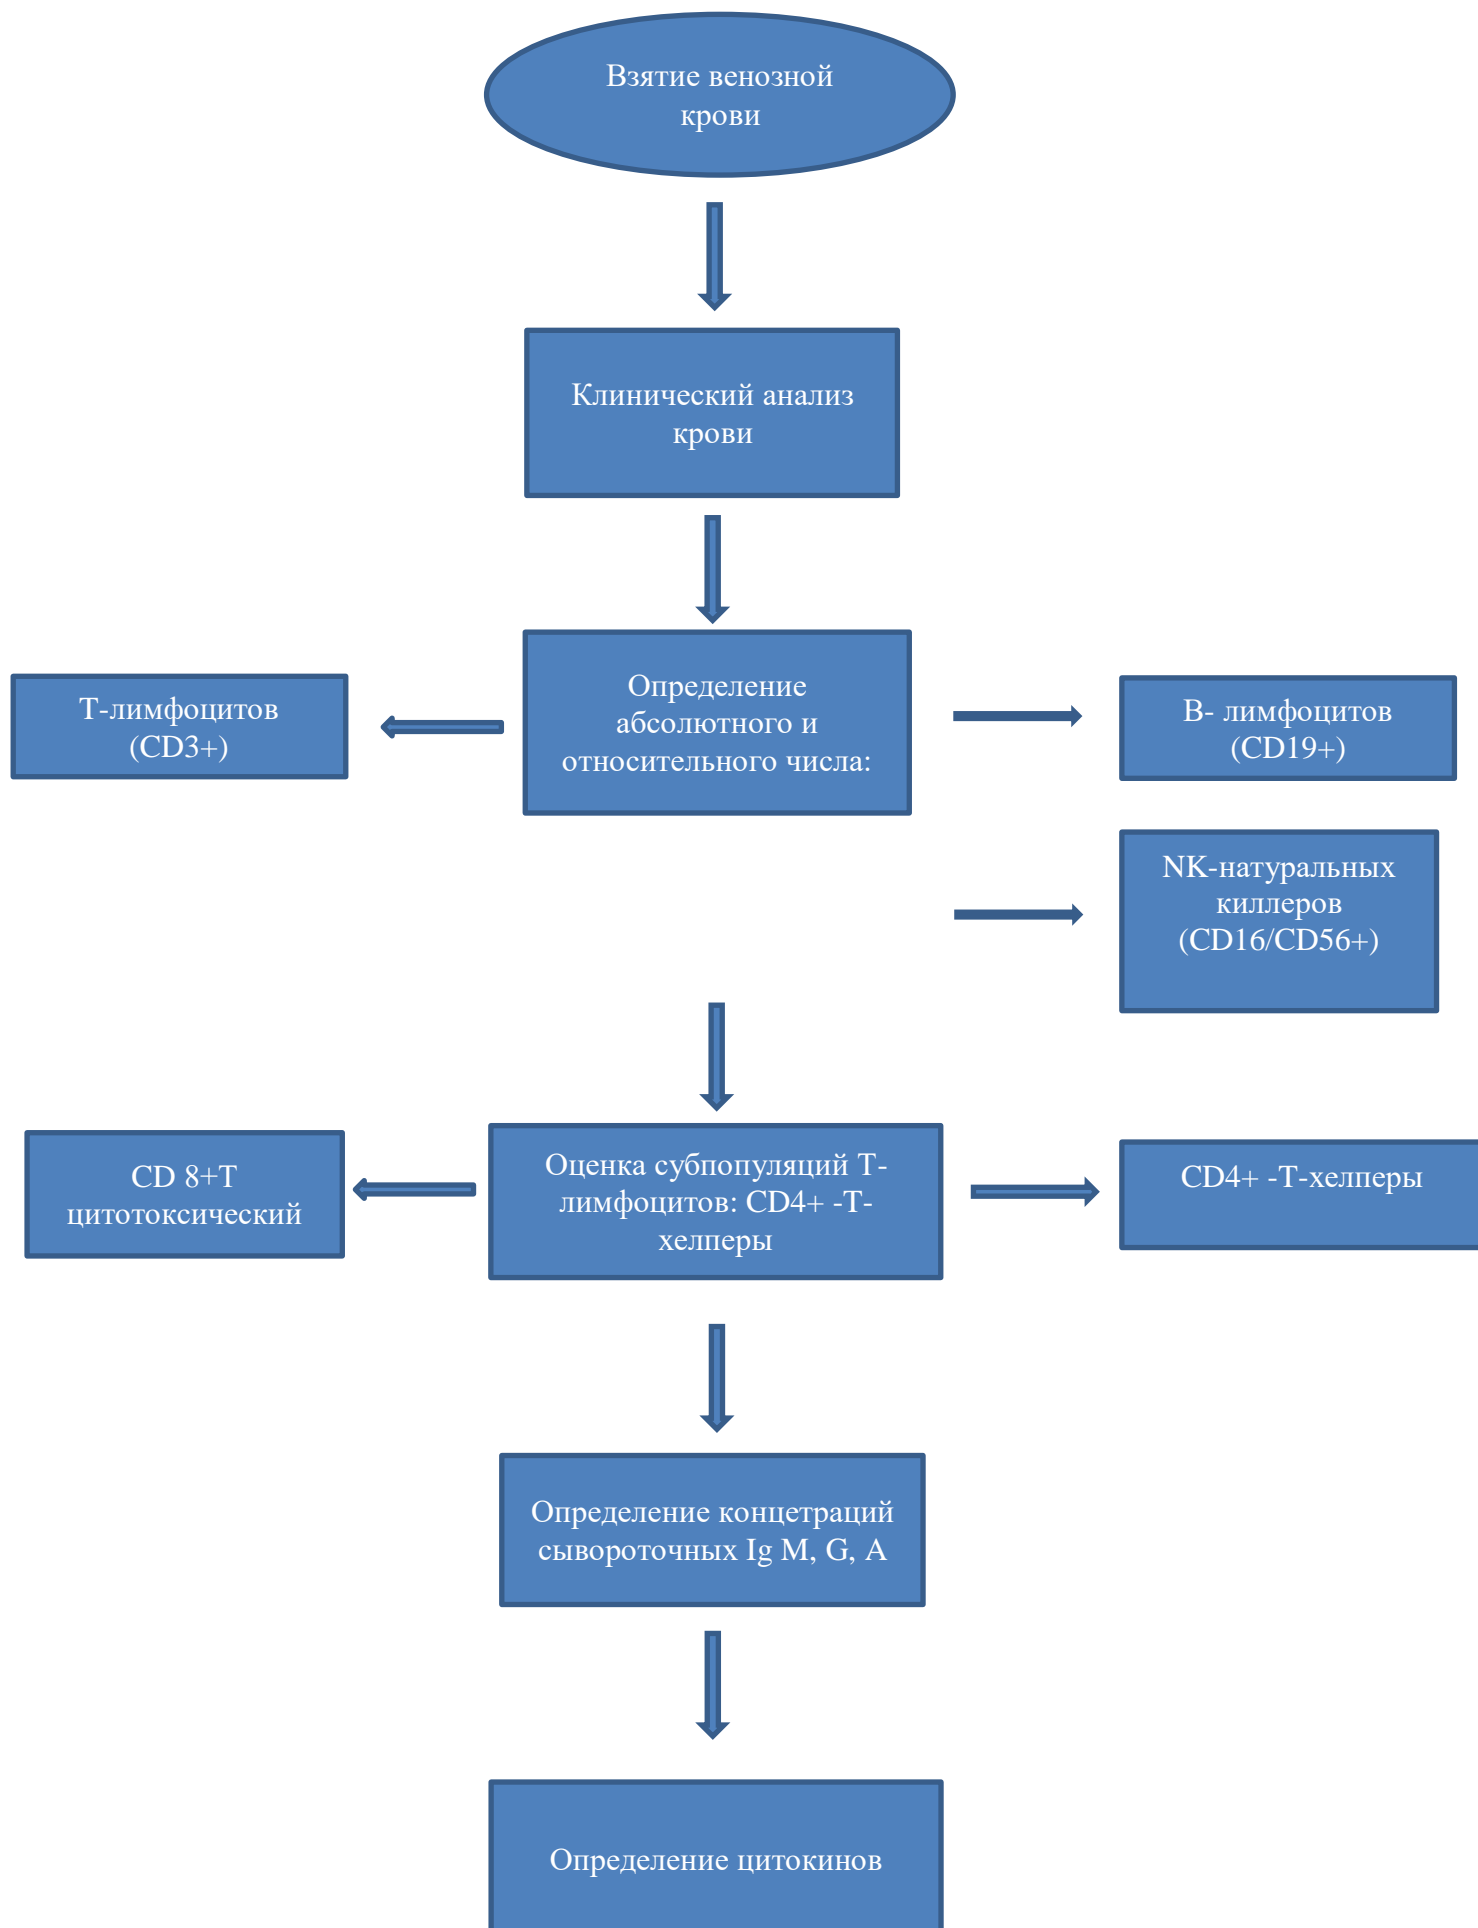 Взятие венозной
крови
Клинический анализ
крови
Т-лимфоцитов
(CD3+)
Определение
абсолютного и
относительного числа:
В- лимфоцитов
(CD19+)
NK-натуральных
киллеров
(CD16/CD56+)
CD 8+Т
цитотоксический
Оценка субпопуляций Т-
лимфоцитов: CD4+ -Т-
хелперы
CD4+ -Т-хелперы
Определение концетраций
сывороточных Ig M, G, A
Определение цитокинов